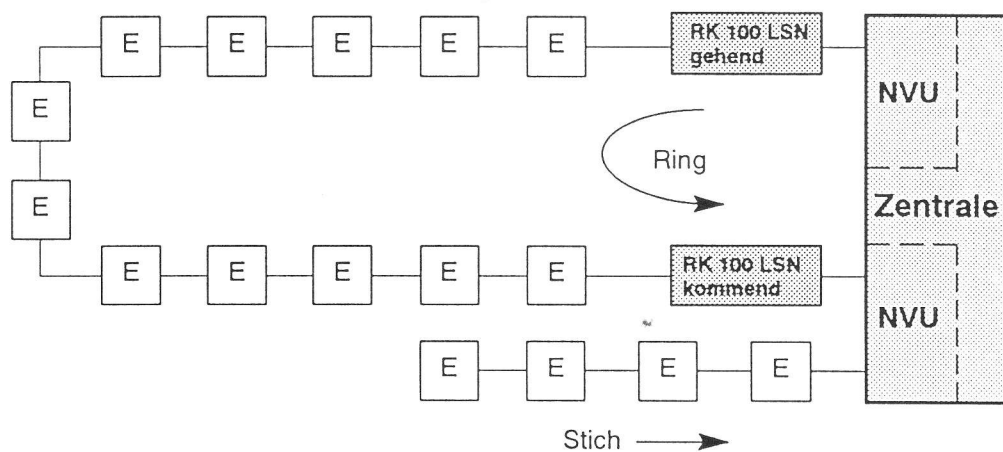 E E E E E
RK 100 LSN
gehend
NVU
E
Ring
E
Zentrale
E E E E E
RK 100 LSN
kommend
NVU
E E E E
Stich